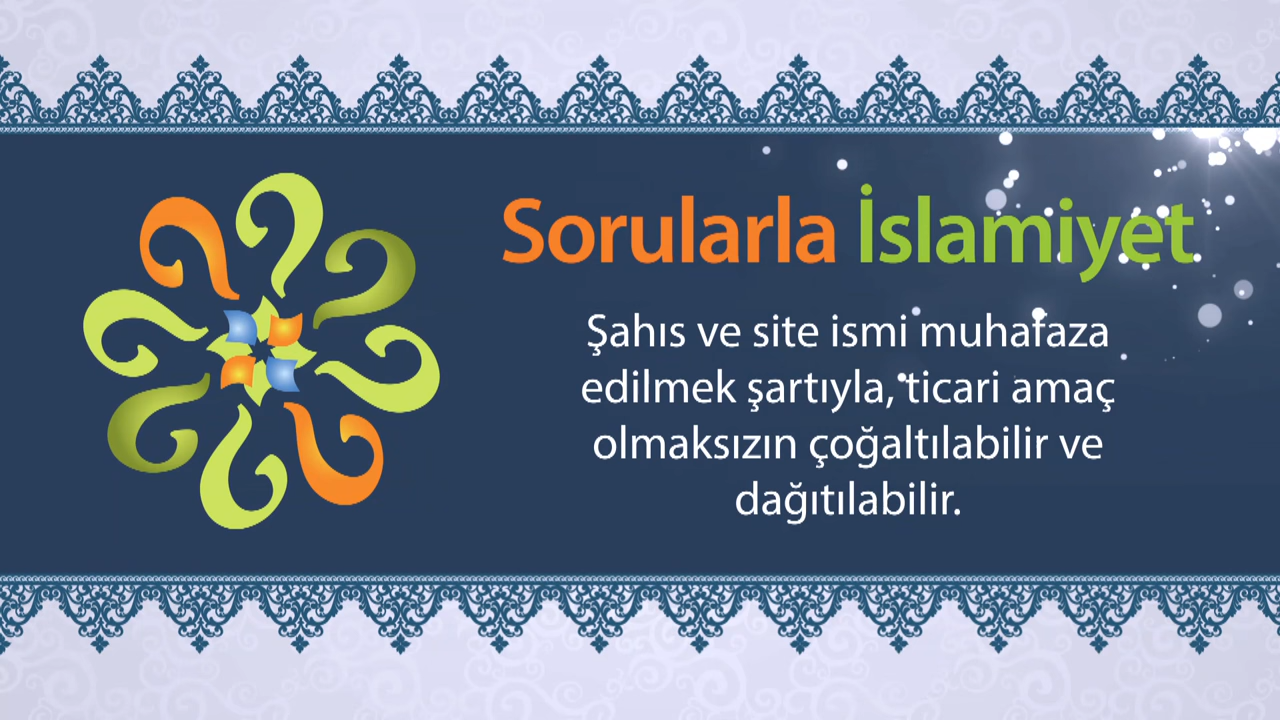 Sorularla İslamiyet
Şahıs ve site ismi muhafaza
edilmek şartıyla, ticari amaç
olmaksızın çoğaltılabilir ve
dağıtılabilir.